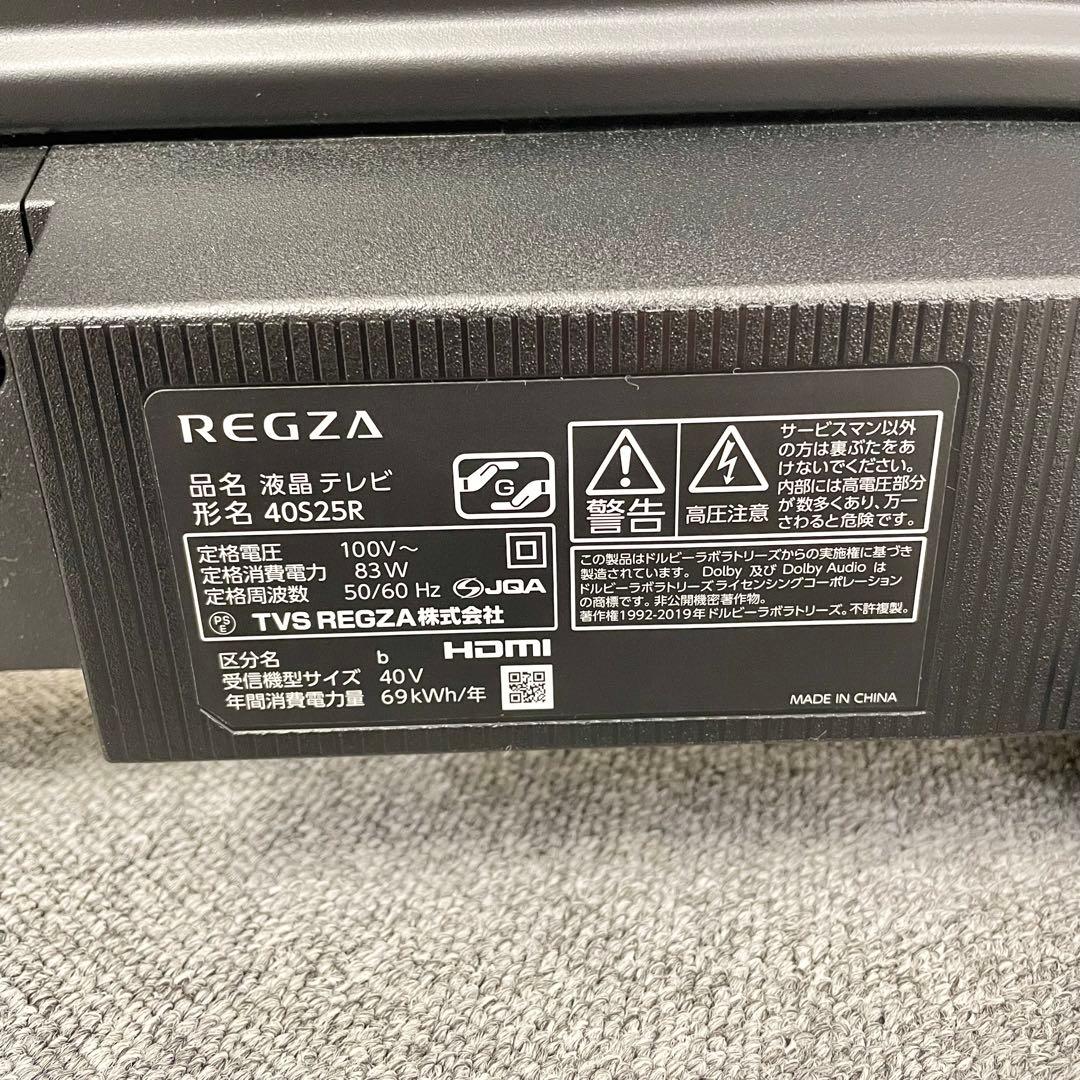 REGZA
品名 液晶テレビ
形名 40S25R
G
定格電圧 100V～
定格消費電力 83W
定格周波数 50/60 Hz
JQA
PSE
TVS REGZA株式会社
区分名 b
HDMI
受信機型サイズ 40V
年間消費電力量 69kWh/年
警告
高圧注意
サービスマン以外
の方は裏ぶたをあ
けないでください。
内部には高電圧部分
が数多くあり、万一
さわると危険です。
この製品はドルビーラボラトリーズからの実施権に基づき
製造されています。 Dolby 及び Dolby Audio は
ドルビーラボラトリーズライセンシングコーポレーション
の商標です。非公開機密著作物。
著作権1992-2019年ドルビーラボラトリーズ。不許複製。
MADE IN CHINA